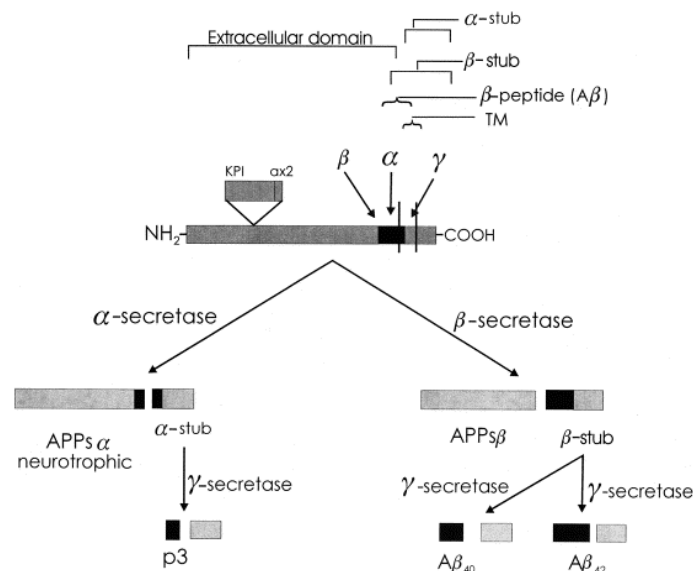 α-stub
Extracellular domain
β-stub
β-peptide (Aβ)
TM
KPI ax2
β α γ
NH₂ COOH
α-secretase β-secretase
APPs α α-stub APPsβ β-stub
neurotrophic
γ-secretase γ-secretase γ-secretase
p3 Aβ₄₀ Aβ₄₂